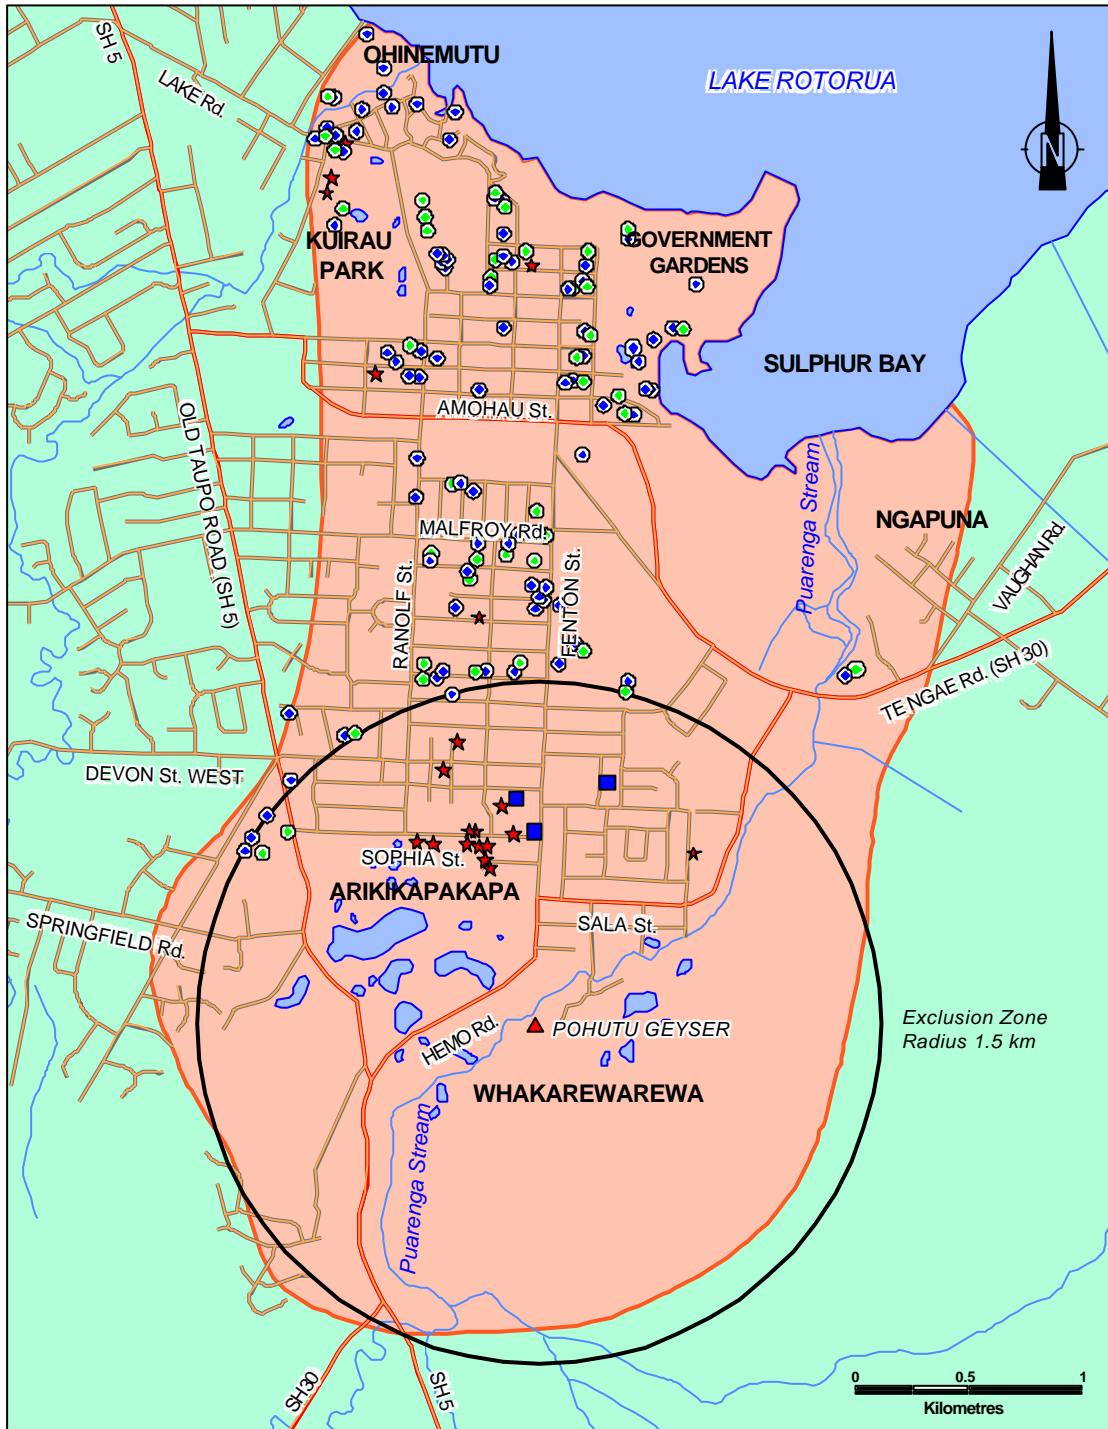 OHINEMUTU
SH 5
LAKE Rd.
LAKE ROTORUA
N
KUIRAU
PARK
GOVERNMENT
GARDENS
SULPHUR BAY
AMOHAU St.
OLD TAUPO ROAD (SH 5)
Puarenga Stream
NGAPUNA
MALFROY Rd.
VAUGHAN Rd.
RANOLF St.
FENTON St.
TE NGAE Rd. (SH 30)
DEVON St. WEST
SOPHIA St.
ARIKIKAPAKAPA
SPRINGFIELD Rd.
SALA St.
HEMO Rd.
POHUTU GEYSER
Exclusion Zone
Radius 1.5 km
WHAKAREWAREWA
Puarenga Stream
SH30
SH 5
0 0.5 1
Kilometres